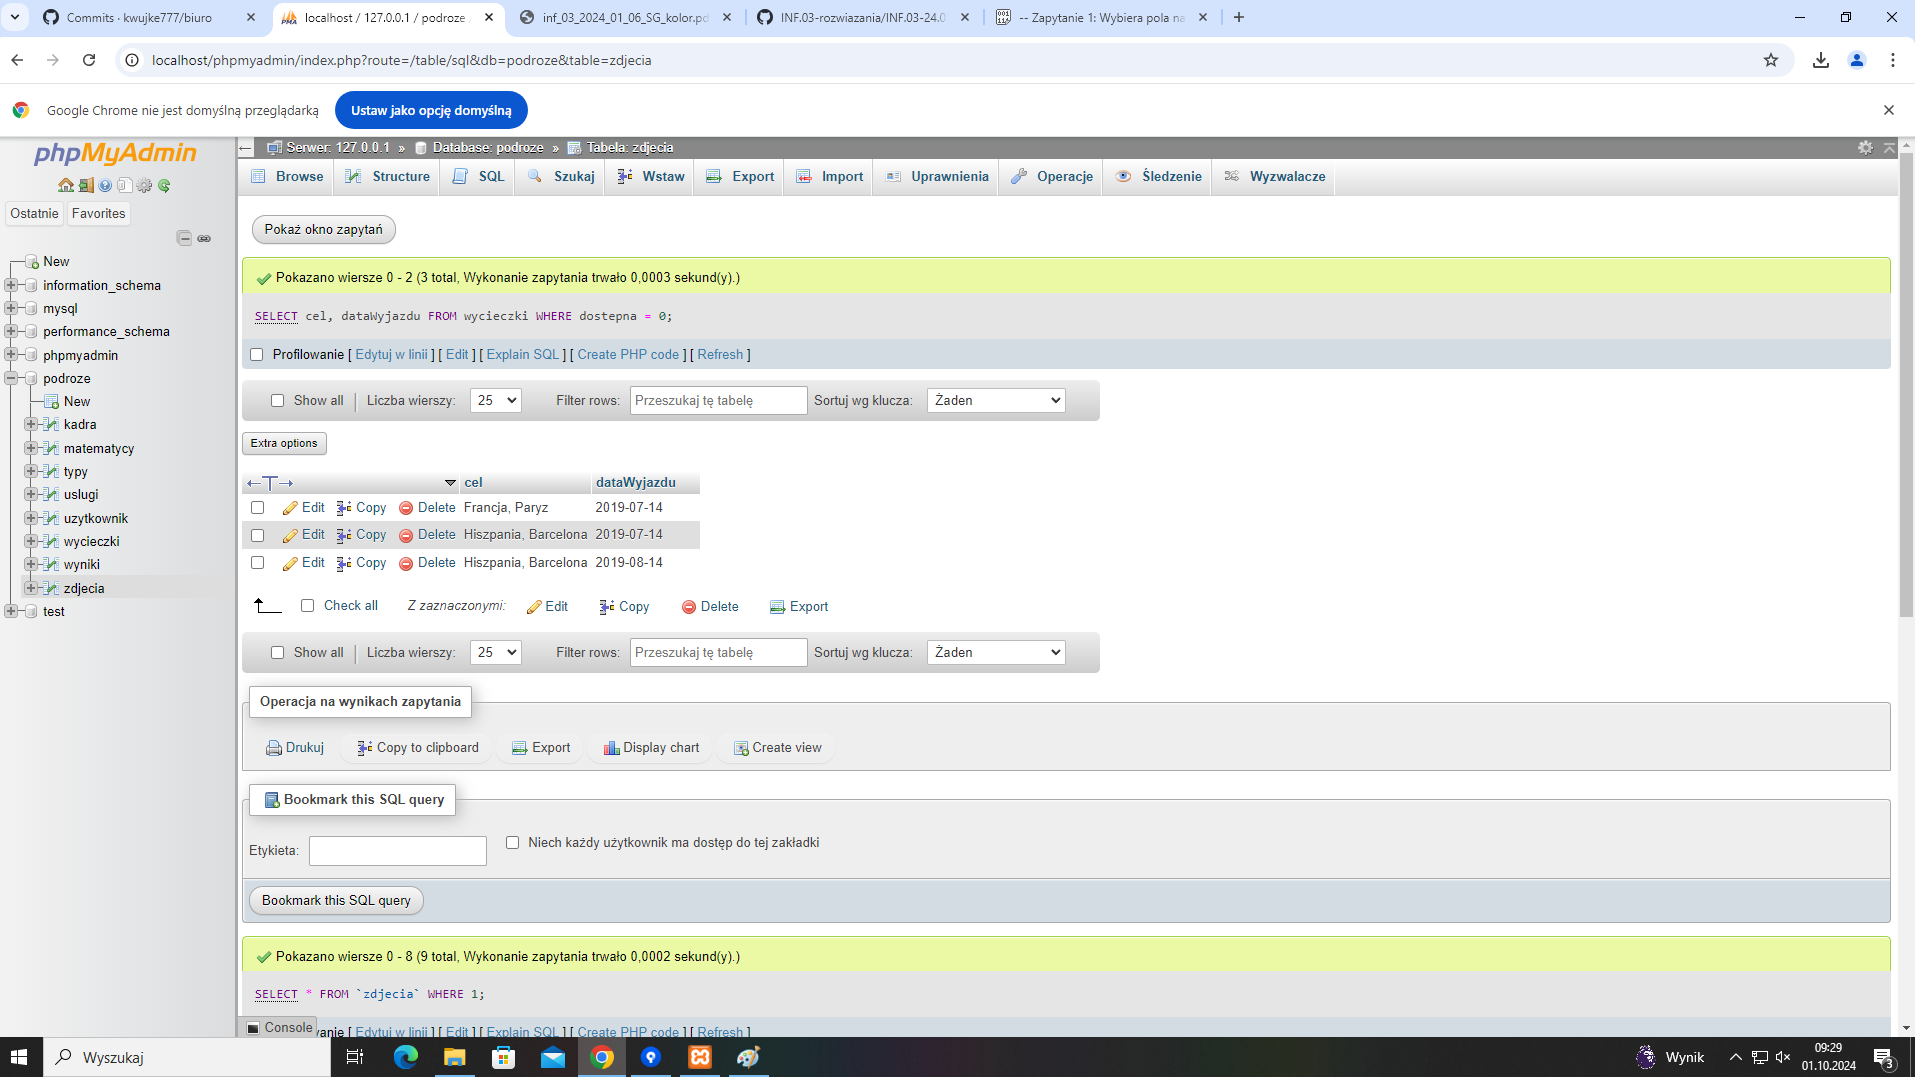 Commits · kwujke777/biuro
localhost / 127.0.0.1 / podroze /
inf_03_2024_01_06_SG_kolor.pd
INF.03-rozwiazania/INF.03-24.0
-- Zapytanie 1: Wybiera pola na
localhost/phpmyadmin/index.php?route=/table/sql&db=podroze&table=zdjecia
Google Chrome nie jest domyślną przeglądarką
Ustaw jako opcję domyślną
phpMyAdmin
Ostatnie
Favorites
New
information_schema
mysql
performance_schema
phpmyadmin
podroze
New
kadra
matematycy
typy
uslugi
uzytkownik
wycieczki
wyniki
zdjecia
test
Serwer: 127.0.0.1 » Database: podroze » Tabela: zdjecia
Browse Structure SQL Szukaj Wstaw Export Import Uprawnienia Operacje Śledzenie Wyzwalacze
Pokaż okno zapytań
Pokazano wiersze 0 - 2 (3 total, Wykonanie zapytania trwało 0,0003 sekund(y).)
SELECT cel, dataWyjazdu FROM wycieczki WHERE dostepna = 0;
Profilowanie [ Edytuj w linii ] [ Edit ] [ Explain SQL ] [ Create PHP code ] [ Refresh ]
Show all Liczba wierszy: 25 Filter rows: Przeszukaj tę tabelę Sortuj wg klucza: Żaden
Extra options
cel dataWyjazdu
Edit Copy Delete Francja, Paryz 2019-07-14
Edit Copy Delete Hiszpania, Barcelona 2019-07-14
Edit Copy Delete Hiszpania, Barcelona 2019-08-14
Check all Z zaznaczonymi: Edit Copy Delete Export
Show all Liczba wierszy: 25 Filter rows: Przeszukaj tę tabelę Sortuj wg klucza: Żaden
Operacja na wynikach zapytania
Drukuj Copy to clipboard Export Display chart Create view
Bookmark this SQL query
Etykieta: Niech każdy użytkownik ma dostęp do tej zakładki
Bookmark this SQL query
Pokazano wiersze 0 - 8 (9 total, Wykonanie zapytania trwało 0,0002 sekund(y).)
SELECT * FROM `zdjecia` WHERE 1;
Console
wanie [ Edytuj w linii ] [ Edit ] [ Explain SQL ] [ Create PHP code ] [ Refresh ]
Wyszukaj
Wynik
09:29
01.10.2024
3